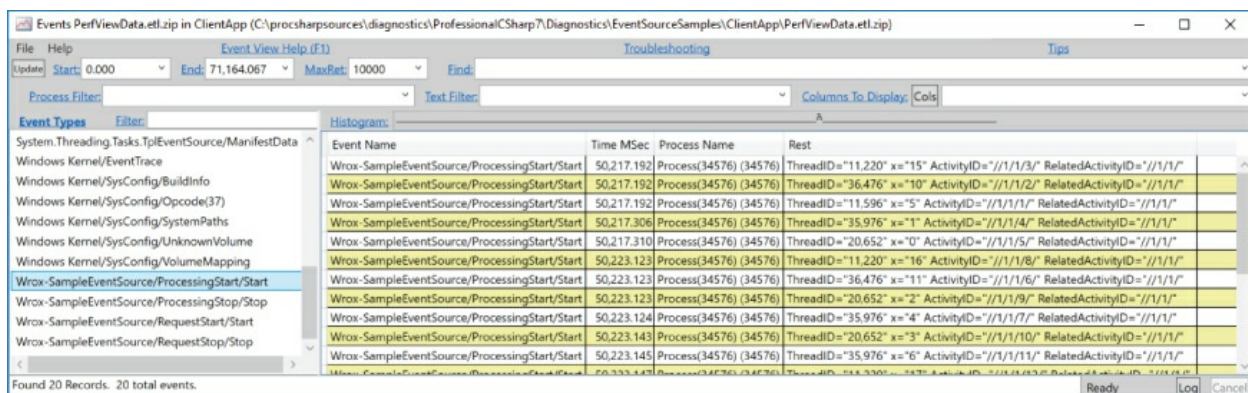 Events PerfViewData.etl.zip in ClientApp (C:\procsharpsources\diagnostics\ProfessionalCSharp7\Diagnostics\EventSourceSamples\ClientApp\PerfViewData.etl.zip)
File Help Event View Help (F1) Troubleshooting Tips
Update Start: 0.000 End: 71,164.067 MaxRet: 10000 Find:
Process Filter: Text Filter: Columns To Display: Cols
Event Types Filter: Histogram: A
System.Threading.Tasks.TplEventSource/ManifestData
Windows Kernel/EventTrace
Windows Kernel/SysConfig/BuildInfo
Windows Kernel/SysConfig/Opcode(37)
Windows Kernel/SysConfig/SystemPaths
Windows Kernel/SysConfig/UnknownVolume
Windows Kernel/SysConfig/VolumeMapping
Wrox-SampleEventSource/ProcessingStart/Start
Wrox-SampleEventSource/ProcessingStop/Stop
Wrox-SampleEventSource/RequestStart/Start
Wrox-SampleEventSource/RequestStop/Stop
Event Name Time MSec Process Name Rest
Wrox-SampleEventSource/ProcessingStart/Start 50,217.192 Process(34576) (34576) ThreadID="11,220" x="15" ActivityID="//1/1/3/" RelatedActivityID="//1/1/"
Wrox-SampleEventSource/ProcessingStart/Start 50,217.192 Process(34576) (34576) ThreadID="36,476" x="10" ActivityID="//1/1/2/" RelatedActivityID="//1/1/"
Wrox-SampleEventSource/ProcessingStart/Start 50,217.192 Process(34576) (34576) ThreadID="11,596" x="5" ActivityID="//1/1/1/" RelatedActivityID="//1/1/"
Wrox-SampleEventSource/ProcessingStart/Start 50,217.306 Process(34576) (34576) ThreadID="35,976" x="1" ActivityID="//1/1/4/" RelatedActivityID="//1/1/"
Wrox-SampleEventSource/ProcessingStart/Start 50,217.310 Process(34576) (34576) ThreadID="20,652" x="0" ActivityID="//1/1/5/" RelatedActivityID="//1/1/"
Wrox-SampleEventSource/ProcessingStart/Start 50,223.123 Process(34576) (34576) ThreadID="11,220" x="16" ActivityID="//1/1/8/" RelatedActivityID="//1/1/"
Wrox-SampleEventSource/ProcessingStart/Start 50,223.123 Process(34576) (34576) ThreadID="36,476" x="11" ActivityID="//1/1/6/" RelatedActivityID="//1/1/"
Wrox-SampleEventSource/ProcessingStart/Start 50,223.123 Process(34576) (34576) ThreadID="20,652" x="2" ActivityID="//1/1/9/" RelatedActivityID="//1/1/"
Wrox-SampleEventSource/ProcessingStart/Start 50,223.124 Process(34576) (34576) ThreadID="35,976" x="4" ActivityID="//1/1/7/" RelatedActivityID="//1/1/"
Wrox-SampleEventSource/ProcessingStart/Start 50,223.143 Process(34576) (34576) ThreadID="20,652" x="3" ActivityID="//1/1/10/" RelatedActivityID="//1/1/"
Wrox-SampleEventSource/ProcessingStart/Start 50,223.145 Process(34576) (34576) ThreadID="35,976" x="6" ActivityID="//1/1/11/" RelatedActivityID="//1/1/"
Found 20 Records. 20 total events. Ready Log Cancel